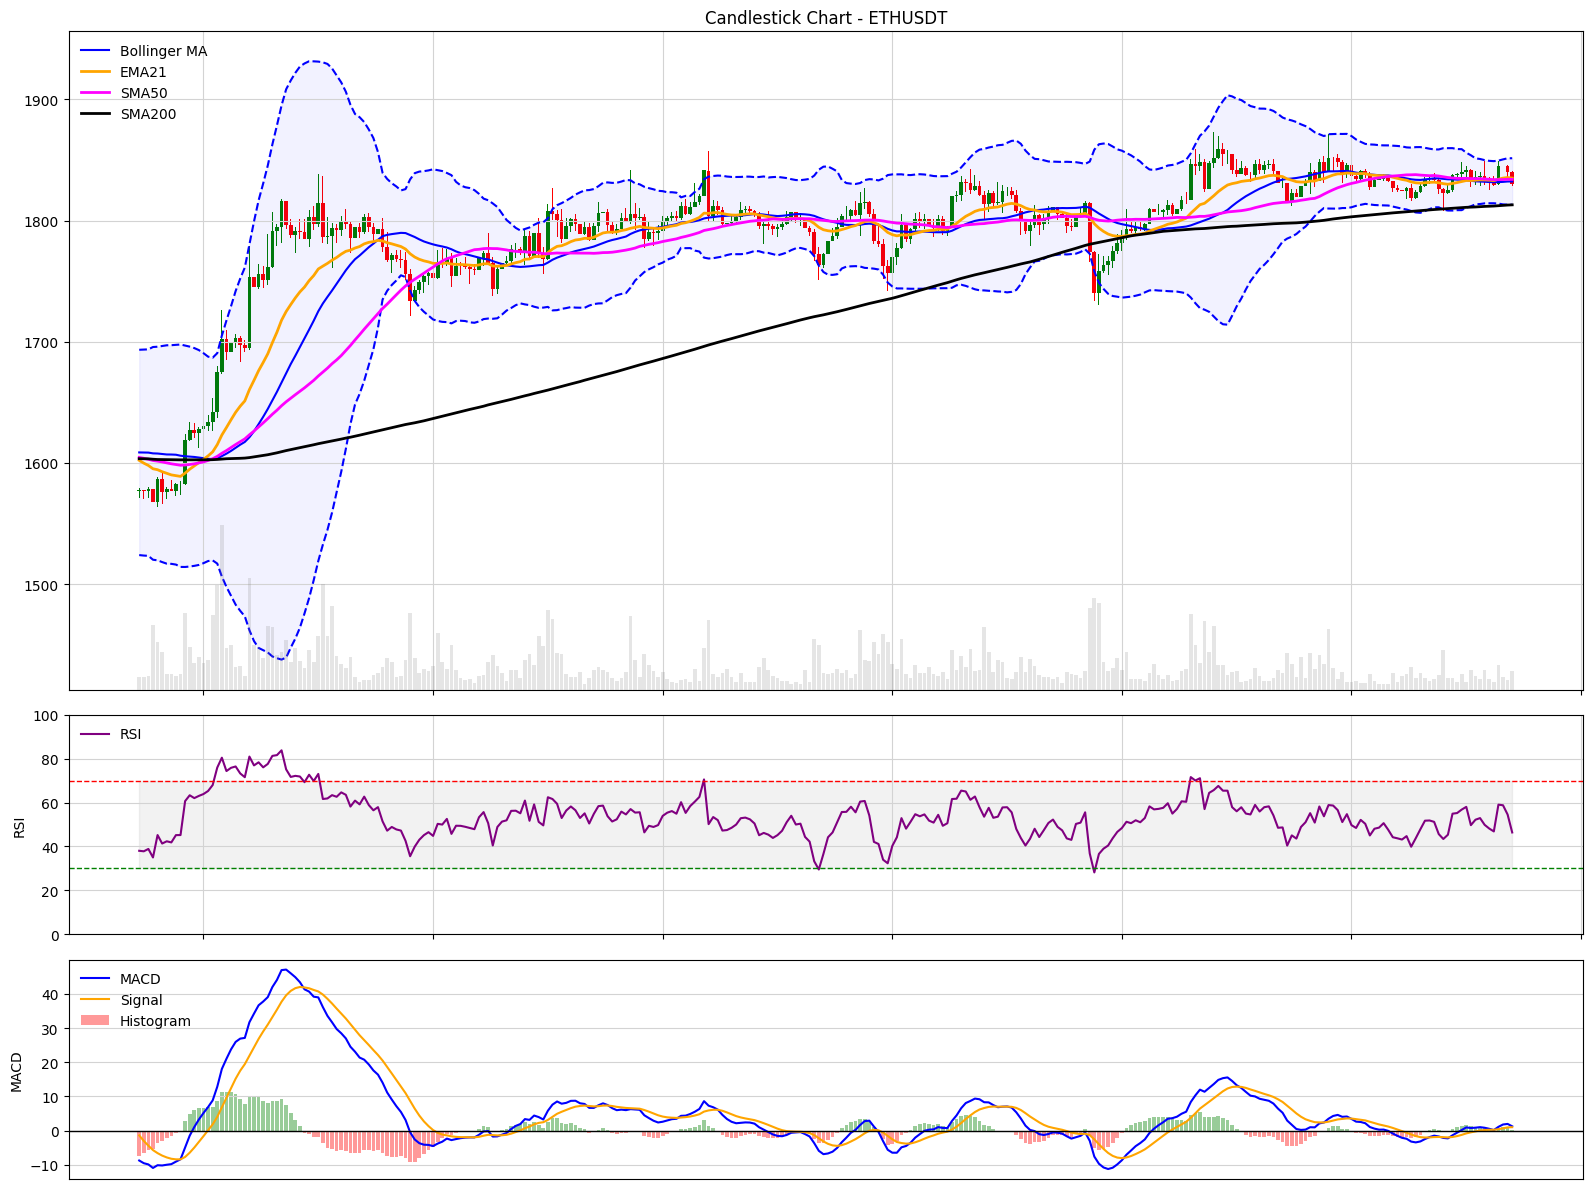 Candlestick Chart - ETHUSDT
Bollinger MA
EMA21
SMA50
SMA200
1900
1800
1700
1600
1500
100
80
60
40
20
0
RSI
RSI
MACD
Signal
Histogram
40
30
20
10
0
−10
MACD